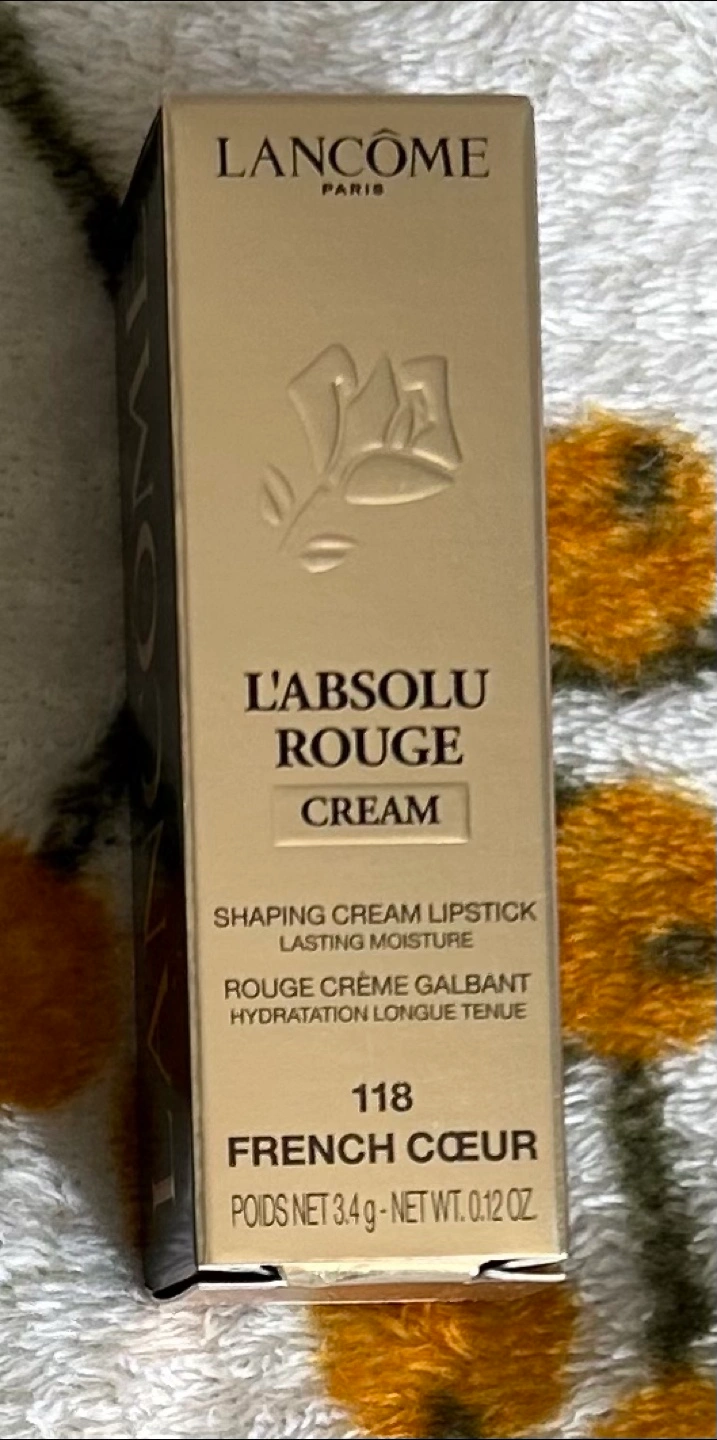 LANCÔME
PARIS
L'ABSOLU
ROUGE
CREAM
SHAPING CREAM LIPSTICK
LASTING MOISTURE
ROUGE CRÈME GALBANT
HYDRATATION LONGUE TENUE
118
FRENCH CŒUR
POIDS NET 3.4 g - NET WT. 0.12 OZ.
LANCÔME